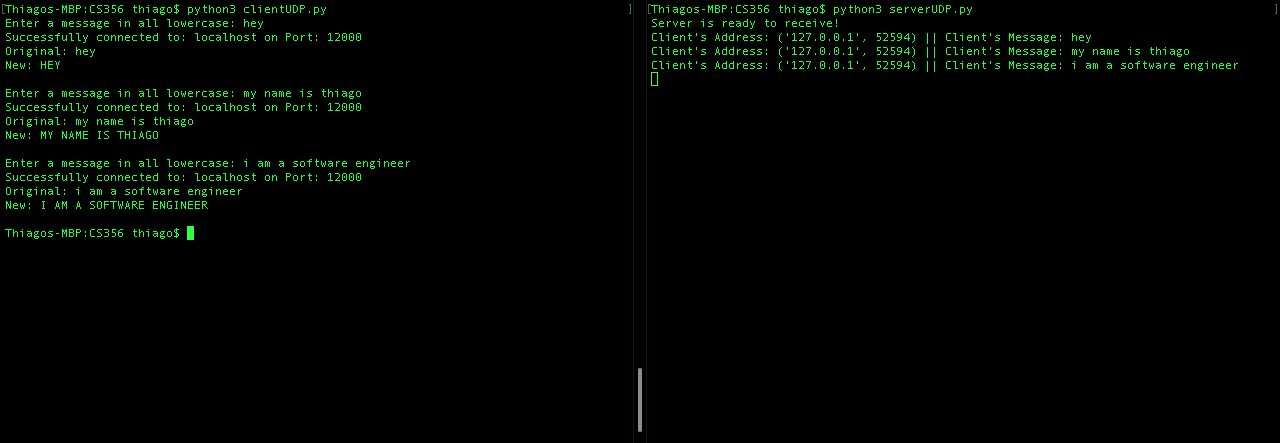 [Thiagos-MBP:CS356 thiago$ python3 clientUDP.py ]
Enter a message in all lowercase: hey
Successfully connected to: localhost on Port: 12000
Original: hey
New: HEY
Enter a message in all lowercase: my name is thiago
Successfully connected to: localhost on Port: 12000
Original: my name is thiago
New: MY NAME IS THIAGO
Enter a message in all lowercase: i am a software engineer
Successfully connected to: localhost on Port: 12000
Original: i am a software engineer
New: I AM A SOFTWARE ENGINEER
Thiagos-MBP:CS356 thiago$
[Thiagos-MBP:CS356 thiago$ python3 serverUDP.py ]
Server is ready to receive!
Client's Address: ('127.0.0.1', 52594) || Client's Message: hey
Client's Address: ('127.0.0.1', 52594) || Client's Message: my name is thiago
Client's Address: ('127.0.0.1', 52594) || Client's Message: i am a software engineer